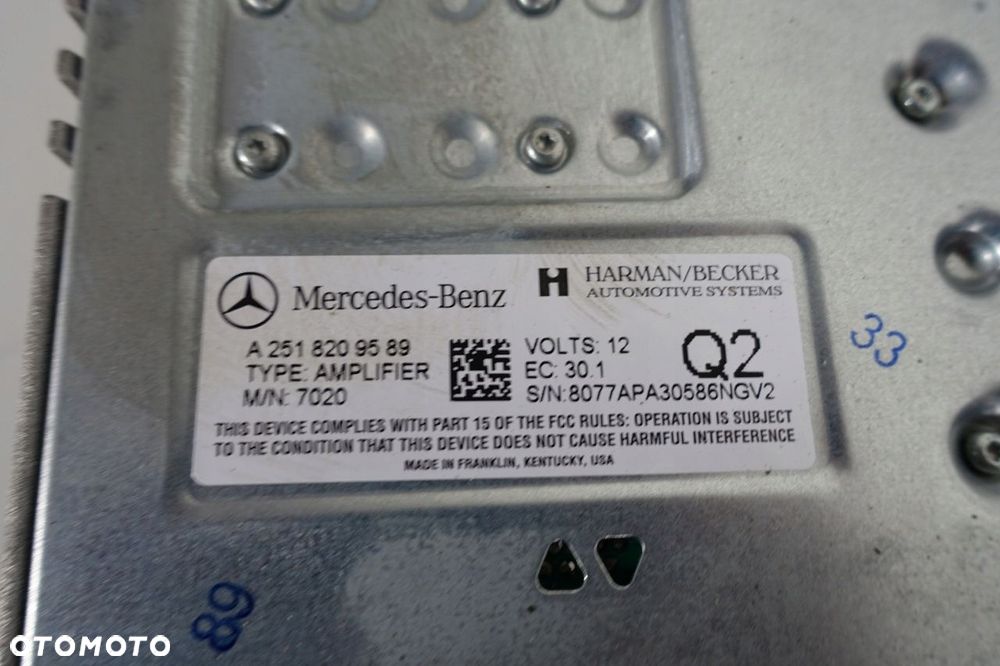 Mercedes-Benz
HARMAN/BECKER
AUTOMOTIVE SYSTEMS
A 251 820 95 89
TYPE: AMPLIFIER
M/N: 7020
VOLTS: 12
EC: 30.1
S/N:8077APA30586NGV2
Q2
THIS DEVICE COMPLIES WITH PART 15 OF THE FCC RULES: OPERATION IS SUBJECT
TO THE CONDITION THAT THIS DEVICE DOES NOT CAUSE HARMFUL INTERFERENCE
MADE IN FRANKLIN, KENTUCKY, USA
33
89
OTOMOTO